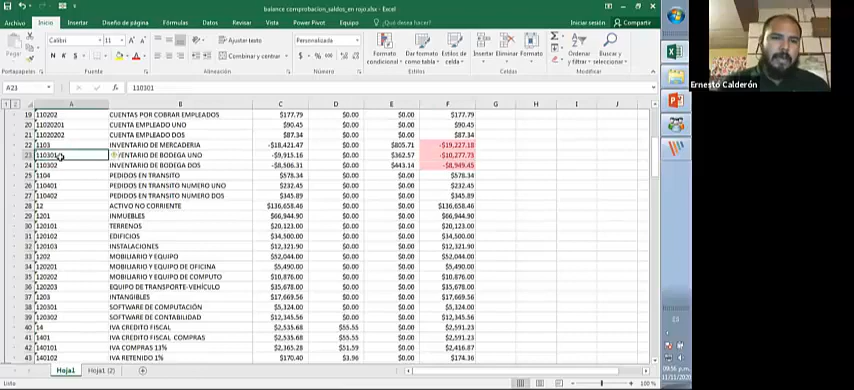 balance comprobacion_saldos_en rojo.xlsx - Excel
Archivo Inicio Insertar Diseño de página Fórmulas Datos Revisar Vista Power Pivot Equipo ¿Qué desea hacer? Iniciar sesión Compartir
Calibri 11 Ajustar texto Personalizada
Pegar Combinar y centrar Formato condicional Dar formato como tabla Estilos de celda Insertar Eliminar Formato Ordenar y filtrar Buscar y seleccionar
Portapapeles Fuente Alineación Número Estilos Celdas Modificar
A23 110301
A B C D E F G H I J
19 110202 CUENTAS POR COBRAR EMPLEADOS $177.79 $0.00 $0.00 $177.79
20 11020201 CUENTA EMPLEADO UNO $90.45 $0.00 $0.00 $90.45
21 11020202 CUENTA EMPLEADO DOS $87.34 $0.00 $0.00 $87.34
22 1103 INVENTARIO DE MERCADERIA -$18,421.47 $0.00 $805.71 -$19,227.18
23 110301 VENTARIO DE BODEGA UNO -$9,915.16 $0.00 $362.57 -$10,277.73
24 110302 INVENTARIO DE BODEGA DOS -$8,506.31 $0.00 $443.14 -$8,949.45
25 1104 PEDIDOS EN TRANSITO $578.34 $0.00 $0.00 $578.34
26 110401 PEDIDOS EN TRANSITO NUMERO UNO $232.45 $0.00 $0.00 $232.45
27 110402 PEDIDOS EN TRANSITO NUMERO DOS $345.89 $0.00 $0.00 $345.89
28 12 ACTIVO NO CORRIENTE $136,658.46 $0.00 $0.00 $136,658.46
29 1201 INMUEBLES $66,944.90 $0.00 $0.00 $66,944.90
30 120101 TERRENOS $20,123.00 $0.00 $0.00 $20,123.00
31 120102 EDIFICIOS $34,500.00 $0.00 $0.00 $34,500.00
32 120103 INSTALACIONES $12,321.90 $0.00 $0.00 $12,321.90
33 1202 MOBILIARIO Y EQUIPO $52,044.00 $0.00 $0.00 $52,044.00
34 120201 MOBILIARIO Y EQUIPO DE OFICINA $5,490.00 $0.00 $0.00 $5,490.00
35 120202 MOBILIARIO Y EQUIPO DE COMPUTO $10,876.00 $0.00 $0.00 $10,876.00
36 120203 EQUIPO DE TRANSPORTE-VEHÍCULO $35,678.00 $0.00 $0.00 $35,678.00
37 1203 INTANGIBLES $17,669.56 $0.00 $0.00 $17,669.56
38 120301 SOFTWARE DE COMPUTACIÓN $5,324.00 $0.00 $0.00 $5,324.00
39 120302 SOFTWARE DE CONTABILIDAD $12,345.56 $0.00 $0.00 $12,345.56
40 14 IVA CREDITO FISCAL $2,535.68 $55.55 $0.00 $2,591.23
41 1401 IVA CREDITO FISCAL COMPRAS $2,535.68 $55.55 $0.00 $2,591.23
42 140101 IVA COMPRAS 13% $2,365.28 $51.59 $0.00 $2,416.87
43 140102 IVA RETENIDO 1% $170.40 $3.96 $0.00 $174.36
Hoja1 Hoja1 (2)
Listo 100 %
Ernesto Calderón
ES
09:56 p.m.
11/11/2020